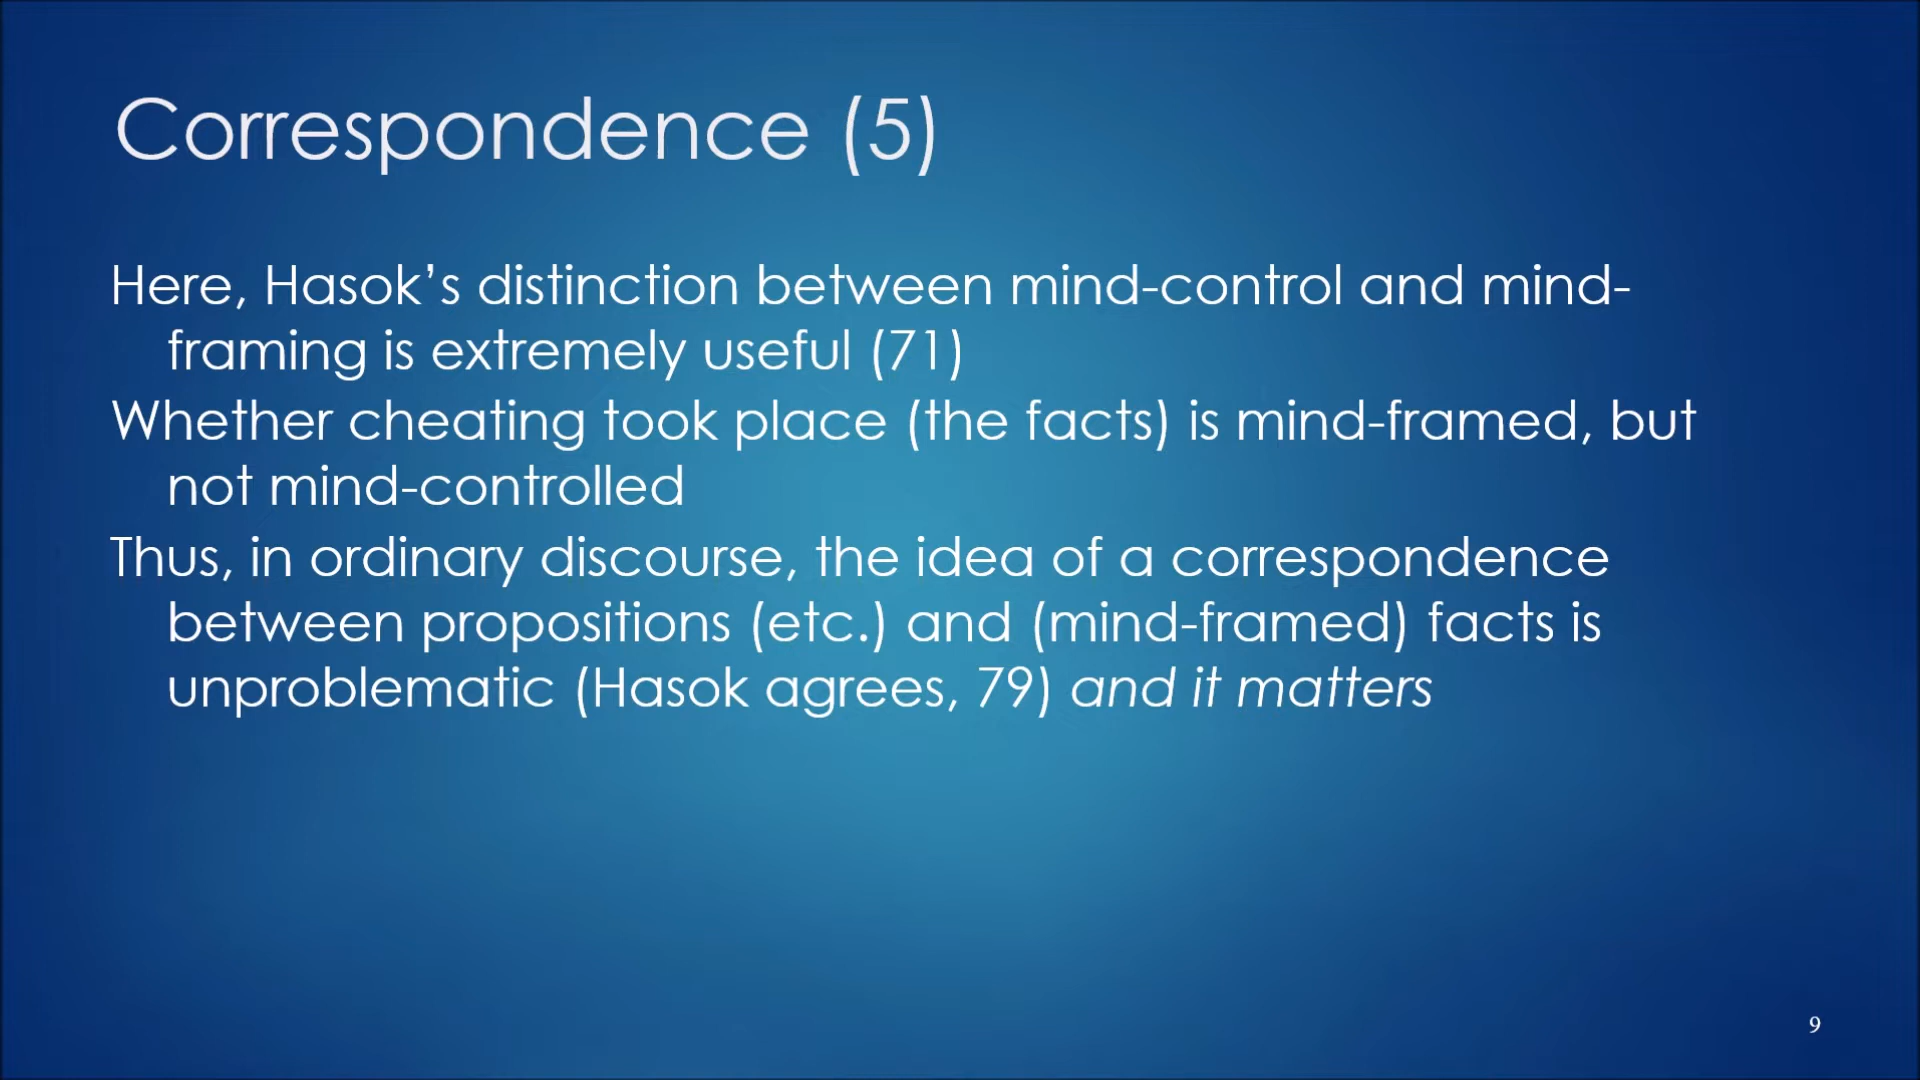 Correspondence (5)
Here, Hasok’s distinction between mind-control and mind-
framing is extremely useful (71)
Whether cheating took place (the facts) is mind-framed, but
not mind-controlled
Thus, in ordinary discourse, the idea of a correspondence
between propositions (etc.) and (mind-framed) facts is
unproblematic (Hasok agrees, 79) and it matters
9